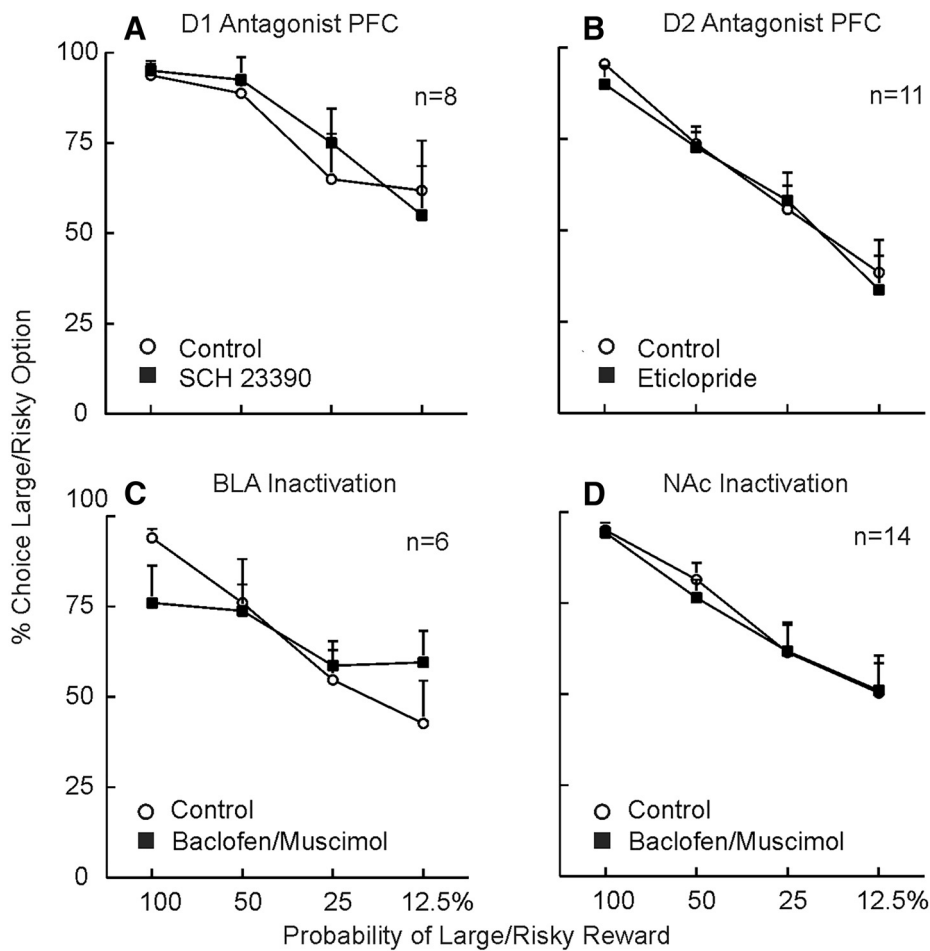 A D1 Antagonist PFC
100
75
50
25
0
n=8
Control
SCH 23390
B D2 Antagonist PFC
n=11
Control
Eticlopride
% Choice Large/Risky Option
C BLA Inactivation
100
75
50
25
0
n=6
Control
Baclofen/Muscimol
100 50 25 12.5%
D NAc Inactivation
n=14
Control
Baclofen/Muscimol
100 50 25 12.5%
Probability of Large/Risky Reward